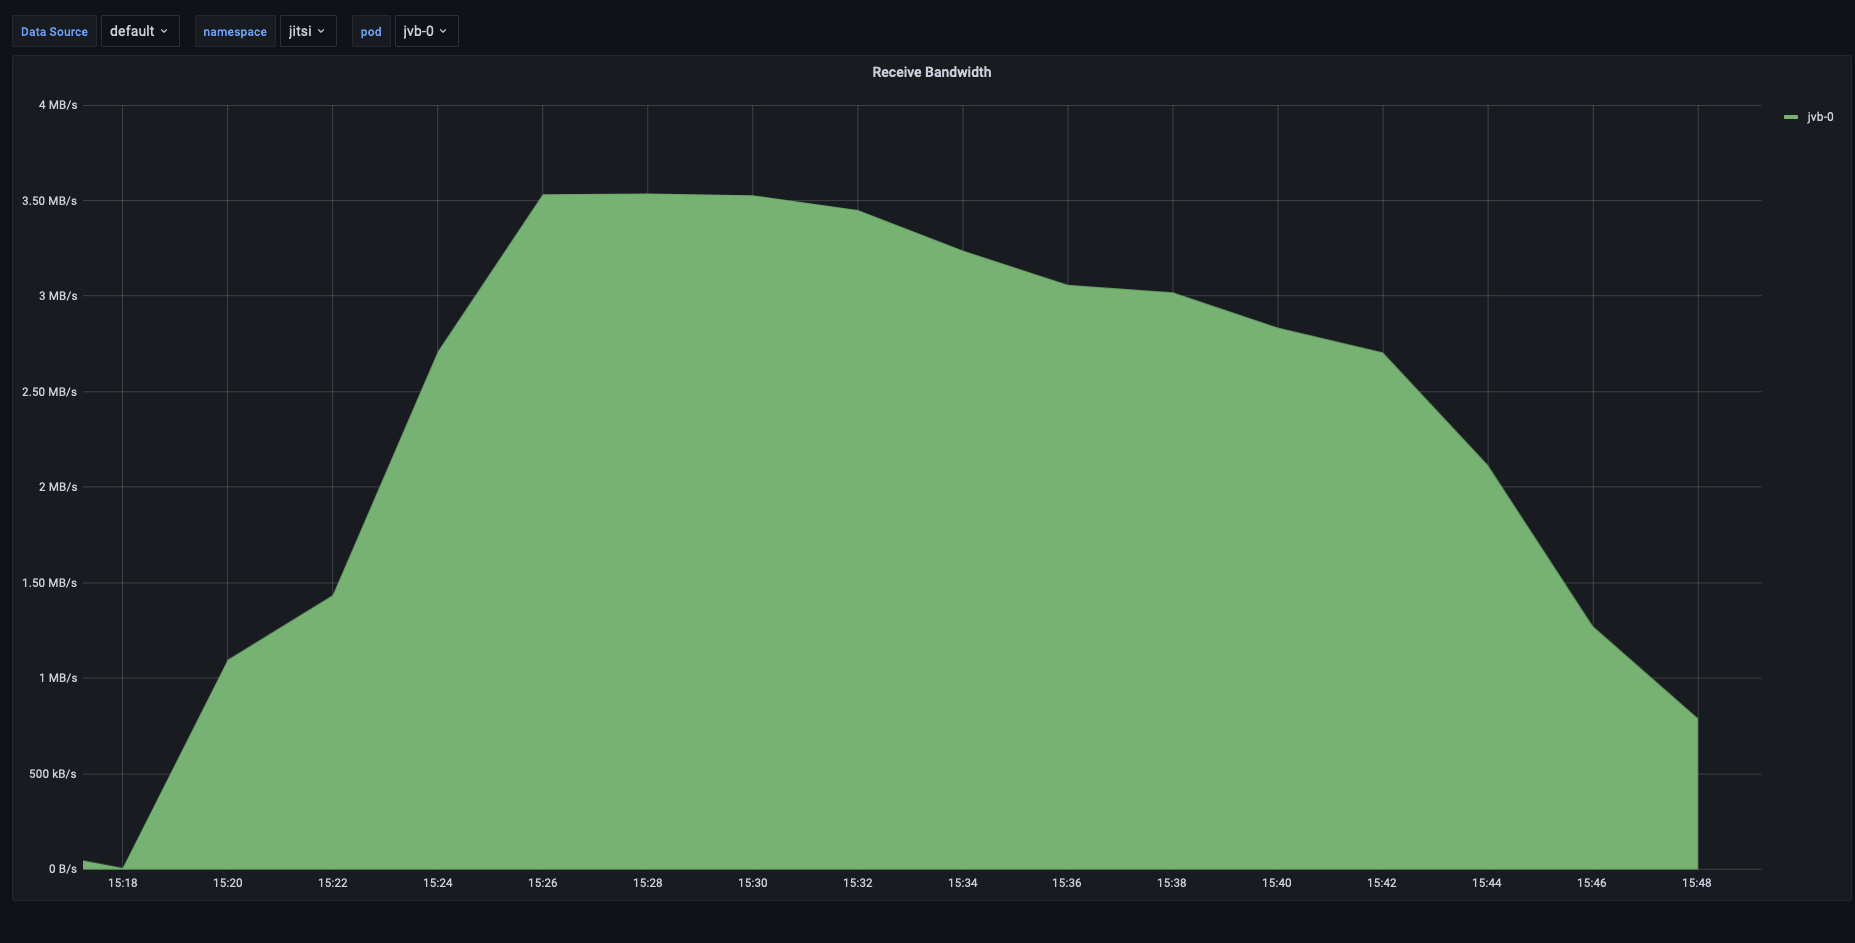 Data Source default namespace jitsi pod jvb-0
Receive Bandwidth
4 MB/s
jvb-0
3.50 MB/s
3 MB/s
2.50 MB/s
2 MB/s
1.50 MB/s
1 MB/s
500 kB/s
0 B/s
15:18 15:20 15:22 15:24 15:26 15:28 15:30 15:32 15:34 15:36 15:38 15:40 15:42 15:44 15:46 15:48